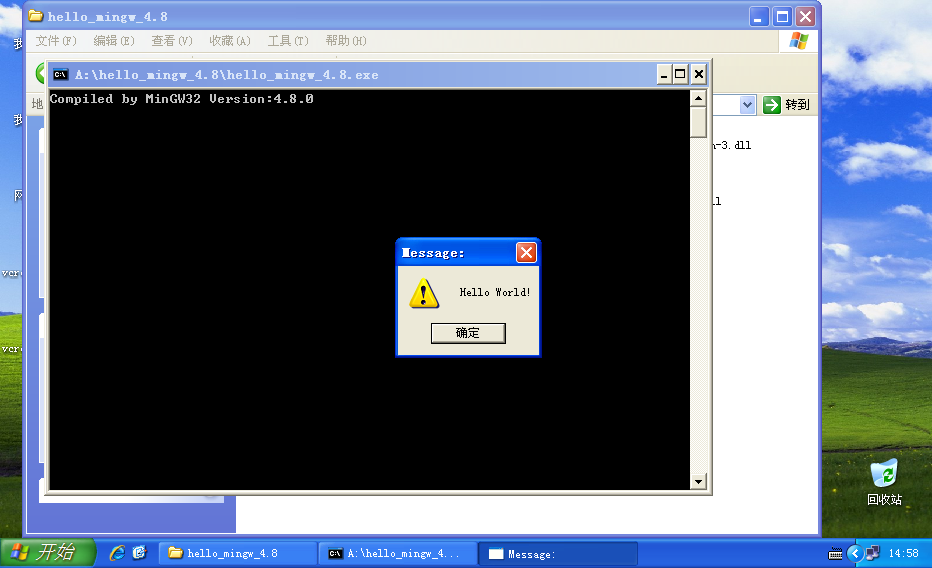 hello_mingw_4.8
文件(F) 编辑(E) 查看(V) 收藏(A) 工具(T) 帮助(H)
A:\hello_mingw_4.8\hello_mingw_4.8.exe
Compiled by MinGW32 Version:4.8.0
转到
-3.dll
Message:
Hello World!
确定
回收站
开始 hello_mingw_4.8 A:\hello_mingw_4... Message: 14:58